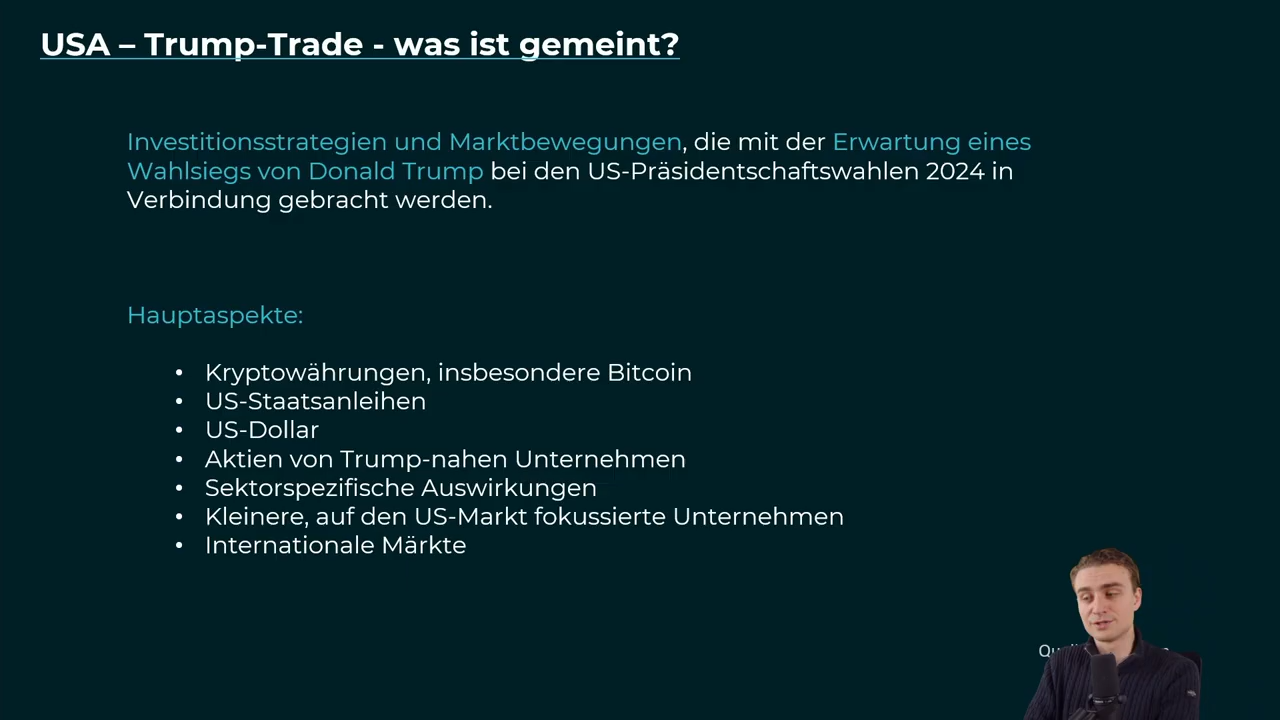 USA – Trump-Trade - was ist gemeint?
Investitionsstrategien und Marktbewegungen, die mit der Erwartung eines
Wahlsiegs von Donald Trump bei den US-Präsidentschaftswahlen 2024 in
Verbindung gebracht werden.
Hauptaspekte:
• Kryptowährungen, insbesondere Bitcoin
• US-Staatsanleihen
• US-Dollar
• Aktien von Trump-nahen Unternehmen
• Sektorspezifische Auswirkungen
• Kleinere, auf den US-Markt fokussierte Unternehmen
• Internationale Märkte